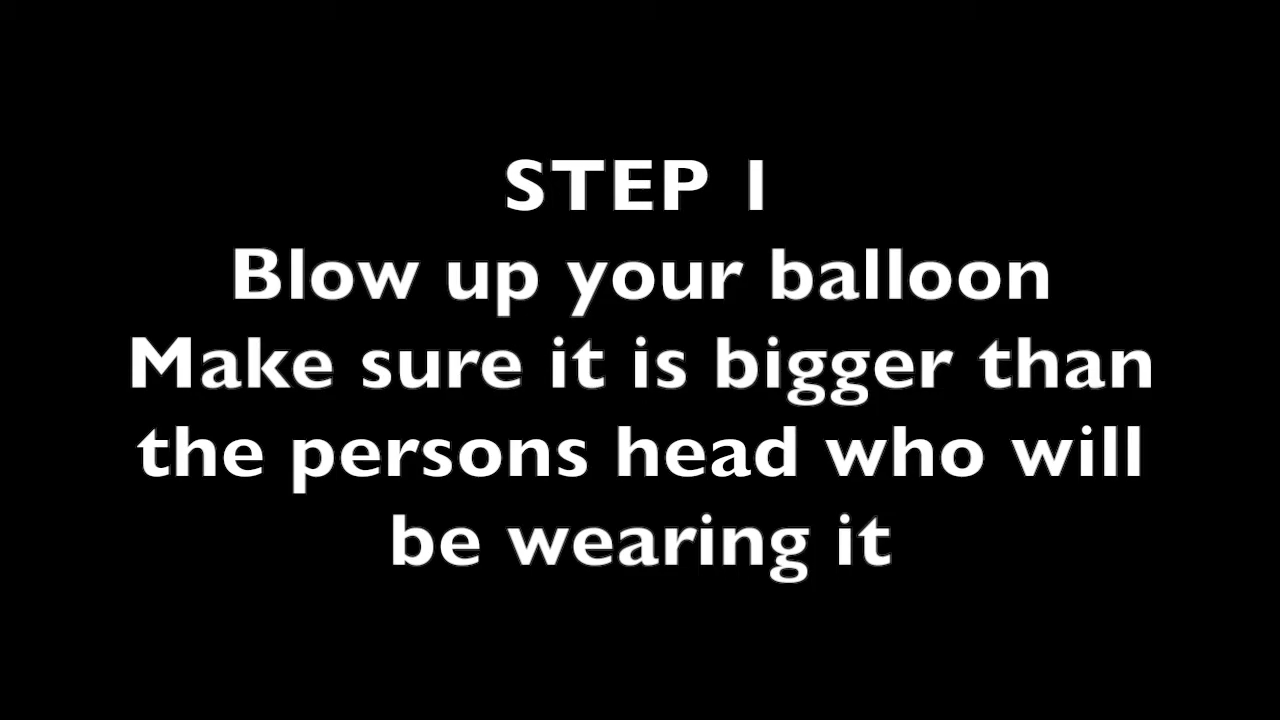 STEP 1
Blow up your balloon
Make sure it is bigger than
the persons head who will
be wearing it